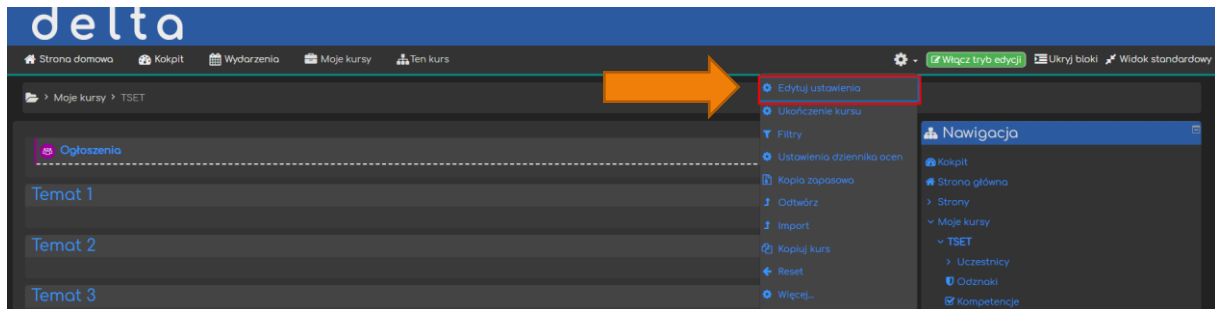 delta
Strona domowa Kokpit Wydarzenia Moje kursy Ten kurs Włącz tryb edycji Ukryj bloki Widok standardowy
> Moje kursy > TSET
Edytuj ustawienia
Ukończenie kursu
Filtry
Ustawienia dziennika ocen
Kopia zapasowa
Odtwórz
Import
Kopiuj kurs
Reset
Więcej...
Ogłoszenia
Temat 1
Temat 2
Temat 3
Nawigacja
Kokpit
Strona główna
> Strony
Moje kursy
TSET
> Uczestnicy
Odznaki
Kompetencje